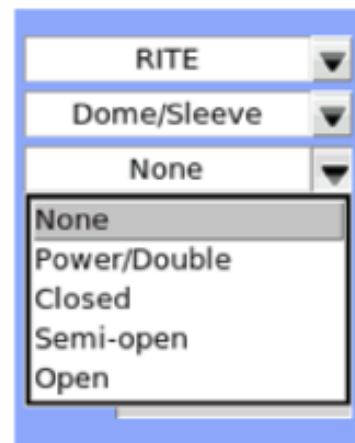 RITE
Dome/Sleeve
None
None
Power/Double
Closed
Semi-open
Open